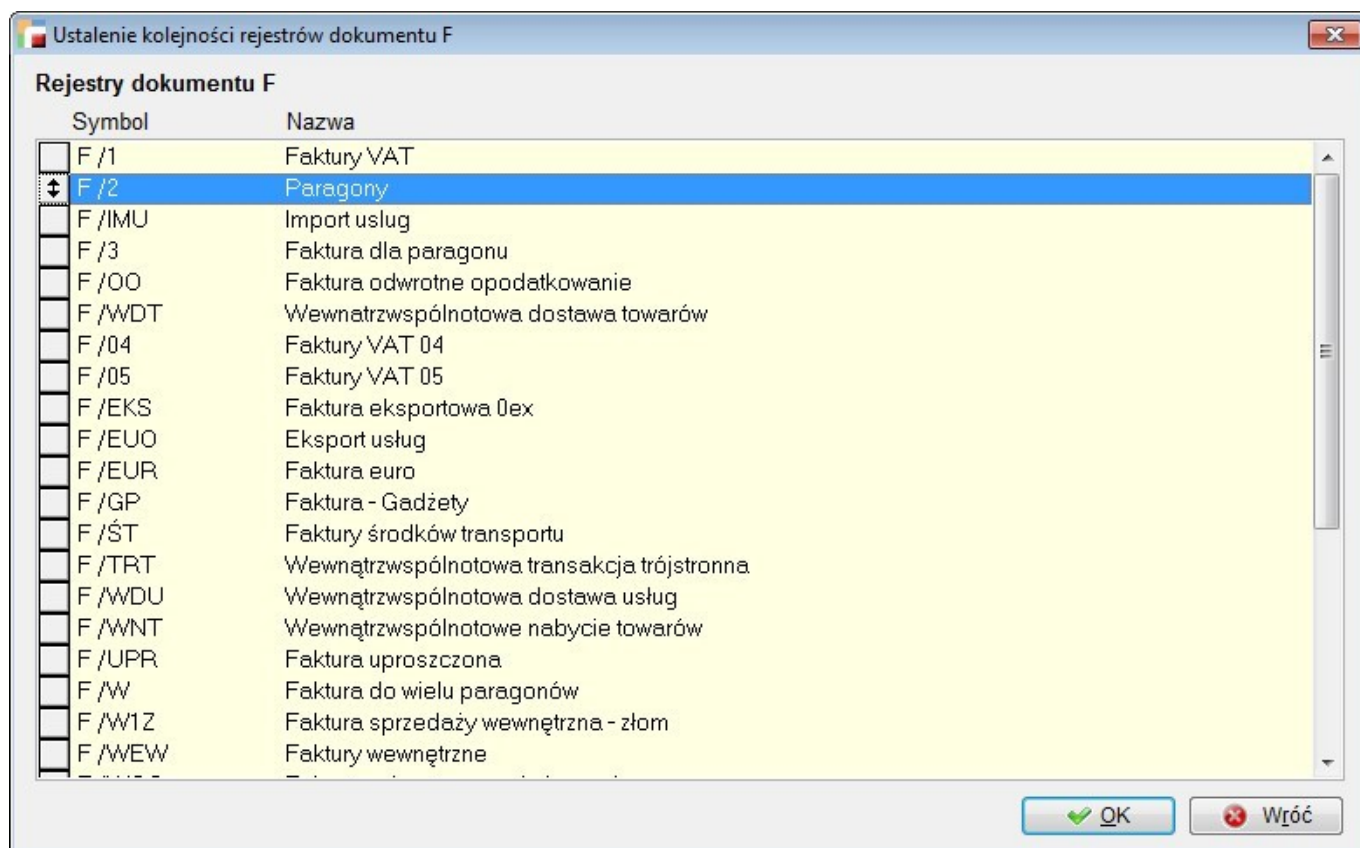 Ustalenie kolejności rejestrów dokumentu F
Rejestry dokumentu F
Symbol Nazwa
F /1 Faktury VAT
F /2 Paragony
F /IMU Import uslug
F /3 Faktura dla paragonu
F /OO Faktura odwrotne opodatkowanie
F /WDT Wewnatrzwspólnotowa dostawa towarów
F /04 Faktury VAT 04
F /05 Faktury VAT 05
F /EKS Faktura eksportowa 0ex
F /EUO Eksport usług
F /EUR Faktura euro
F /GP Faktura - Gadżety
F /ŚT Faktury środków transportu
F /TRT Wewnątrzwspólnotowa transakcja trójstronna
F /WDU Wewnątrzwspólnotowa dostawa usług
F /WNT Wewnątrzwspólnotowe nabycie towarów
F /UPR Faktura uproszczona
F /W Faktura do wielu paragonów
F /W1Z Faktura sprzedaży wewnętrzna - złom
F /WEW Faktury wewnętrzne
OK Wróć